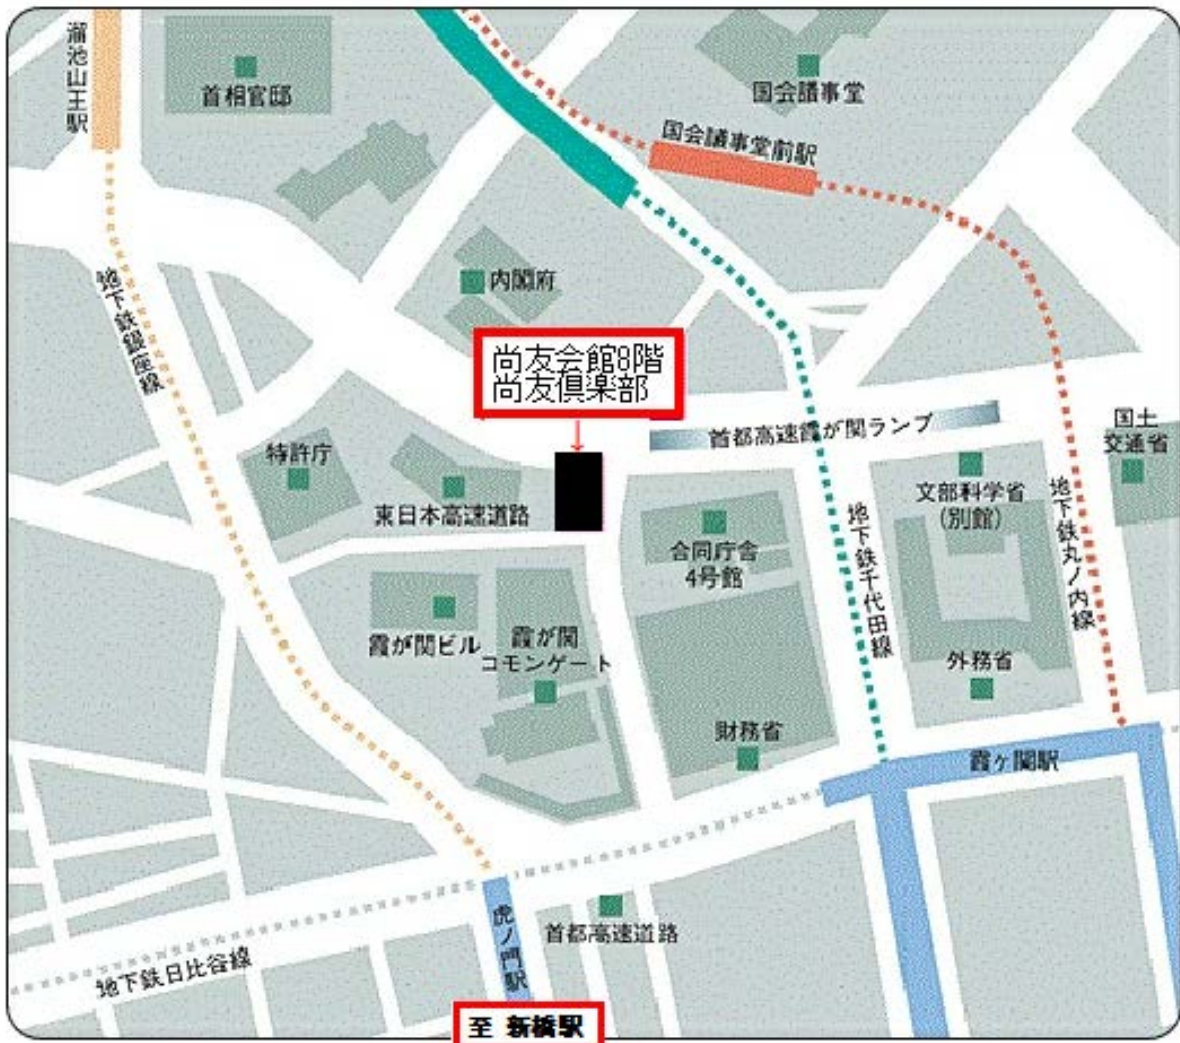 溜池山王駅
首相官邸
国会議事堂
国会議事堂前駅
地下鉄銀座線
内閣府
尚友会館8階
尚友倶楽部
首都高速霞が関ランプ
国土
交通省
特許庁
東日本高速道路
合同庁舎
4号館
文部科学省
(別館)
地下鉄千代田線
地下鉄丸ノ内線
霞が関ビル
霞が関
コモンゲート
外務省
財務省
霞ヶ関駅
虎ノ門駅
首都高速道路
地下鉄日比谷線
至 新橋駅